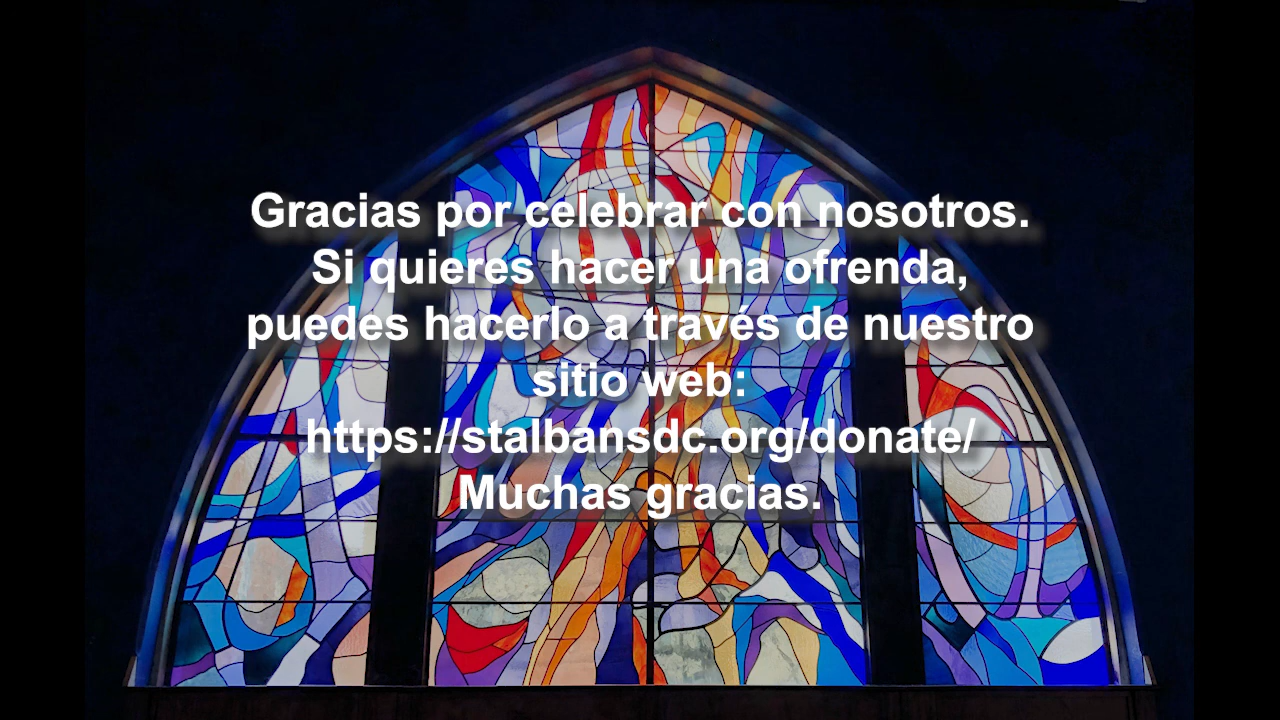 Gracias por celebrar con nosotros.
Si quieres hacer una ofrenda,
puedes hacerlo a través de nuestro
sitio web:
https://stalbansdc.org/donate/
Muchas gracias.